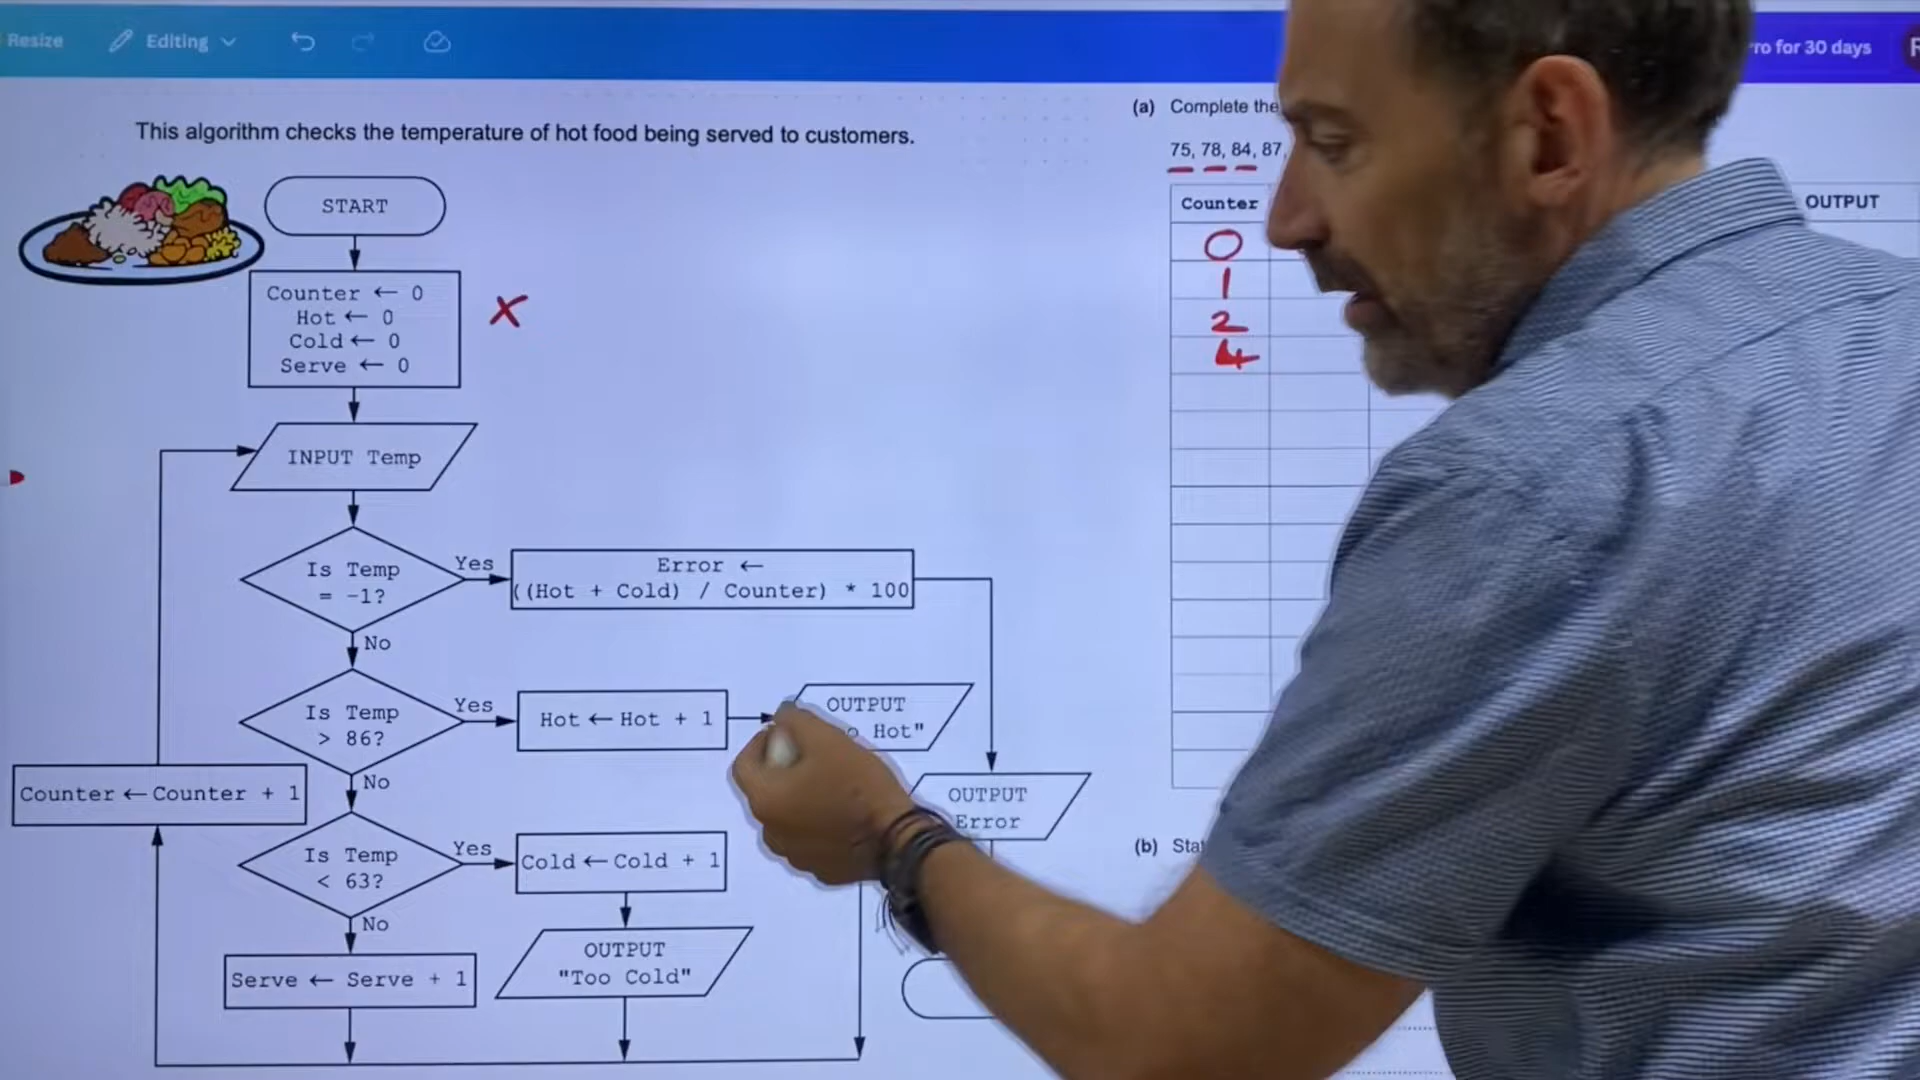 Resize
Editing
ro for 30 days
This algorithm checks the temperature of hot food being served to customers.
START
Counter ← 0
Hot ← 0
Cold ← 0
Serve ← 0
X
INPUT Temp
Is Temp
= -1?
Yes
Error ←
((Hot + Cold) / Counter) * 100
No
Is Temp
> 86?
Yes
Hot ← Hot + 1
OUTPUT
Hot"
No
OUTPUT
Error
Counter ← Counter + 1
Is Temp
< 63?
Yes
Cold ← Cold + 1
No
OUTPUT
"Too Cold"
Serve ← Serve + 1
(a) Complete the
75, 78, 84, 87,
Counter
OUTPUT
0
1
2
4
(b)